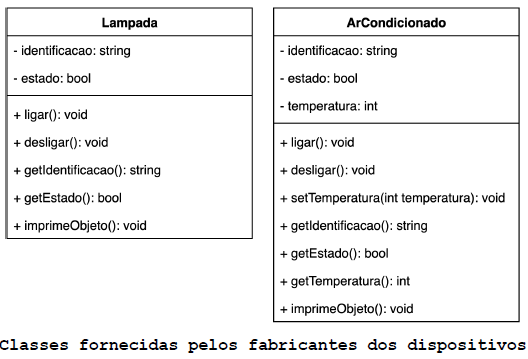 Lampada
- identificacao: string
- estado: bool
+ ligar(): void
+ desligar(): void
+ getIdentificacao(): string
+ getEstado(): bool
+ imprimeObjeto(): void
ArCondicionado
- identificacao: string
- estado: bool
- temperatura: int
+ ligar(): void
+ desligar(): void
+ setTemperatura(int temperatura): void
+ getIdentificacao(): string
+ getEstado(): bool
+ getTemperatura(): int
+ imprimeObjeto(): void
Classes fornecidas pelos fabricantes dos dispositivos